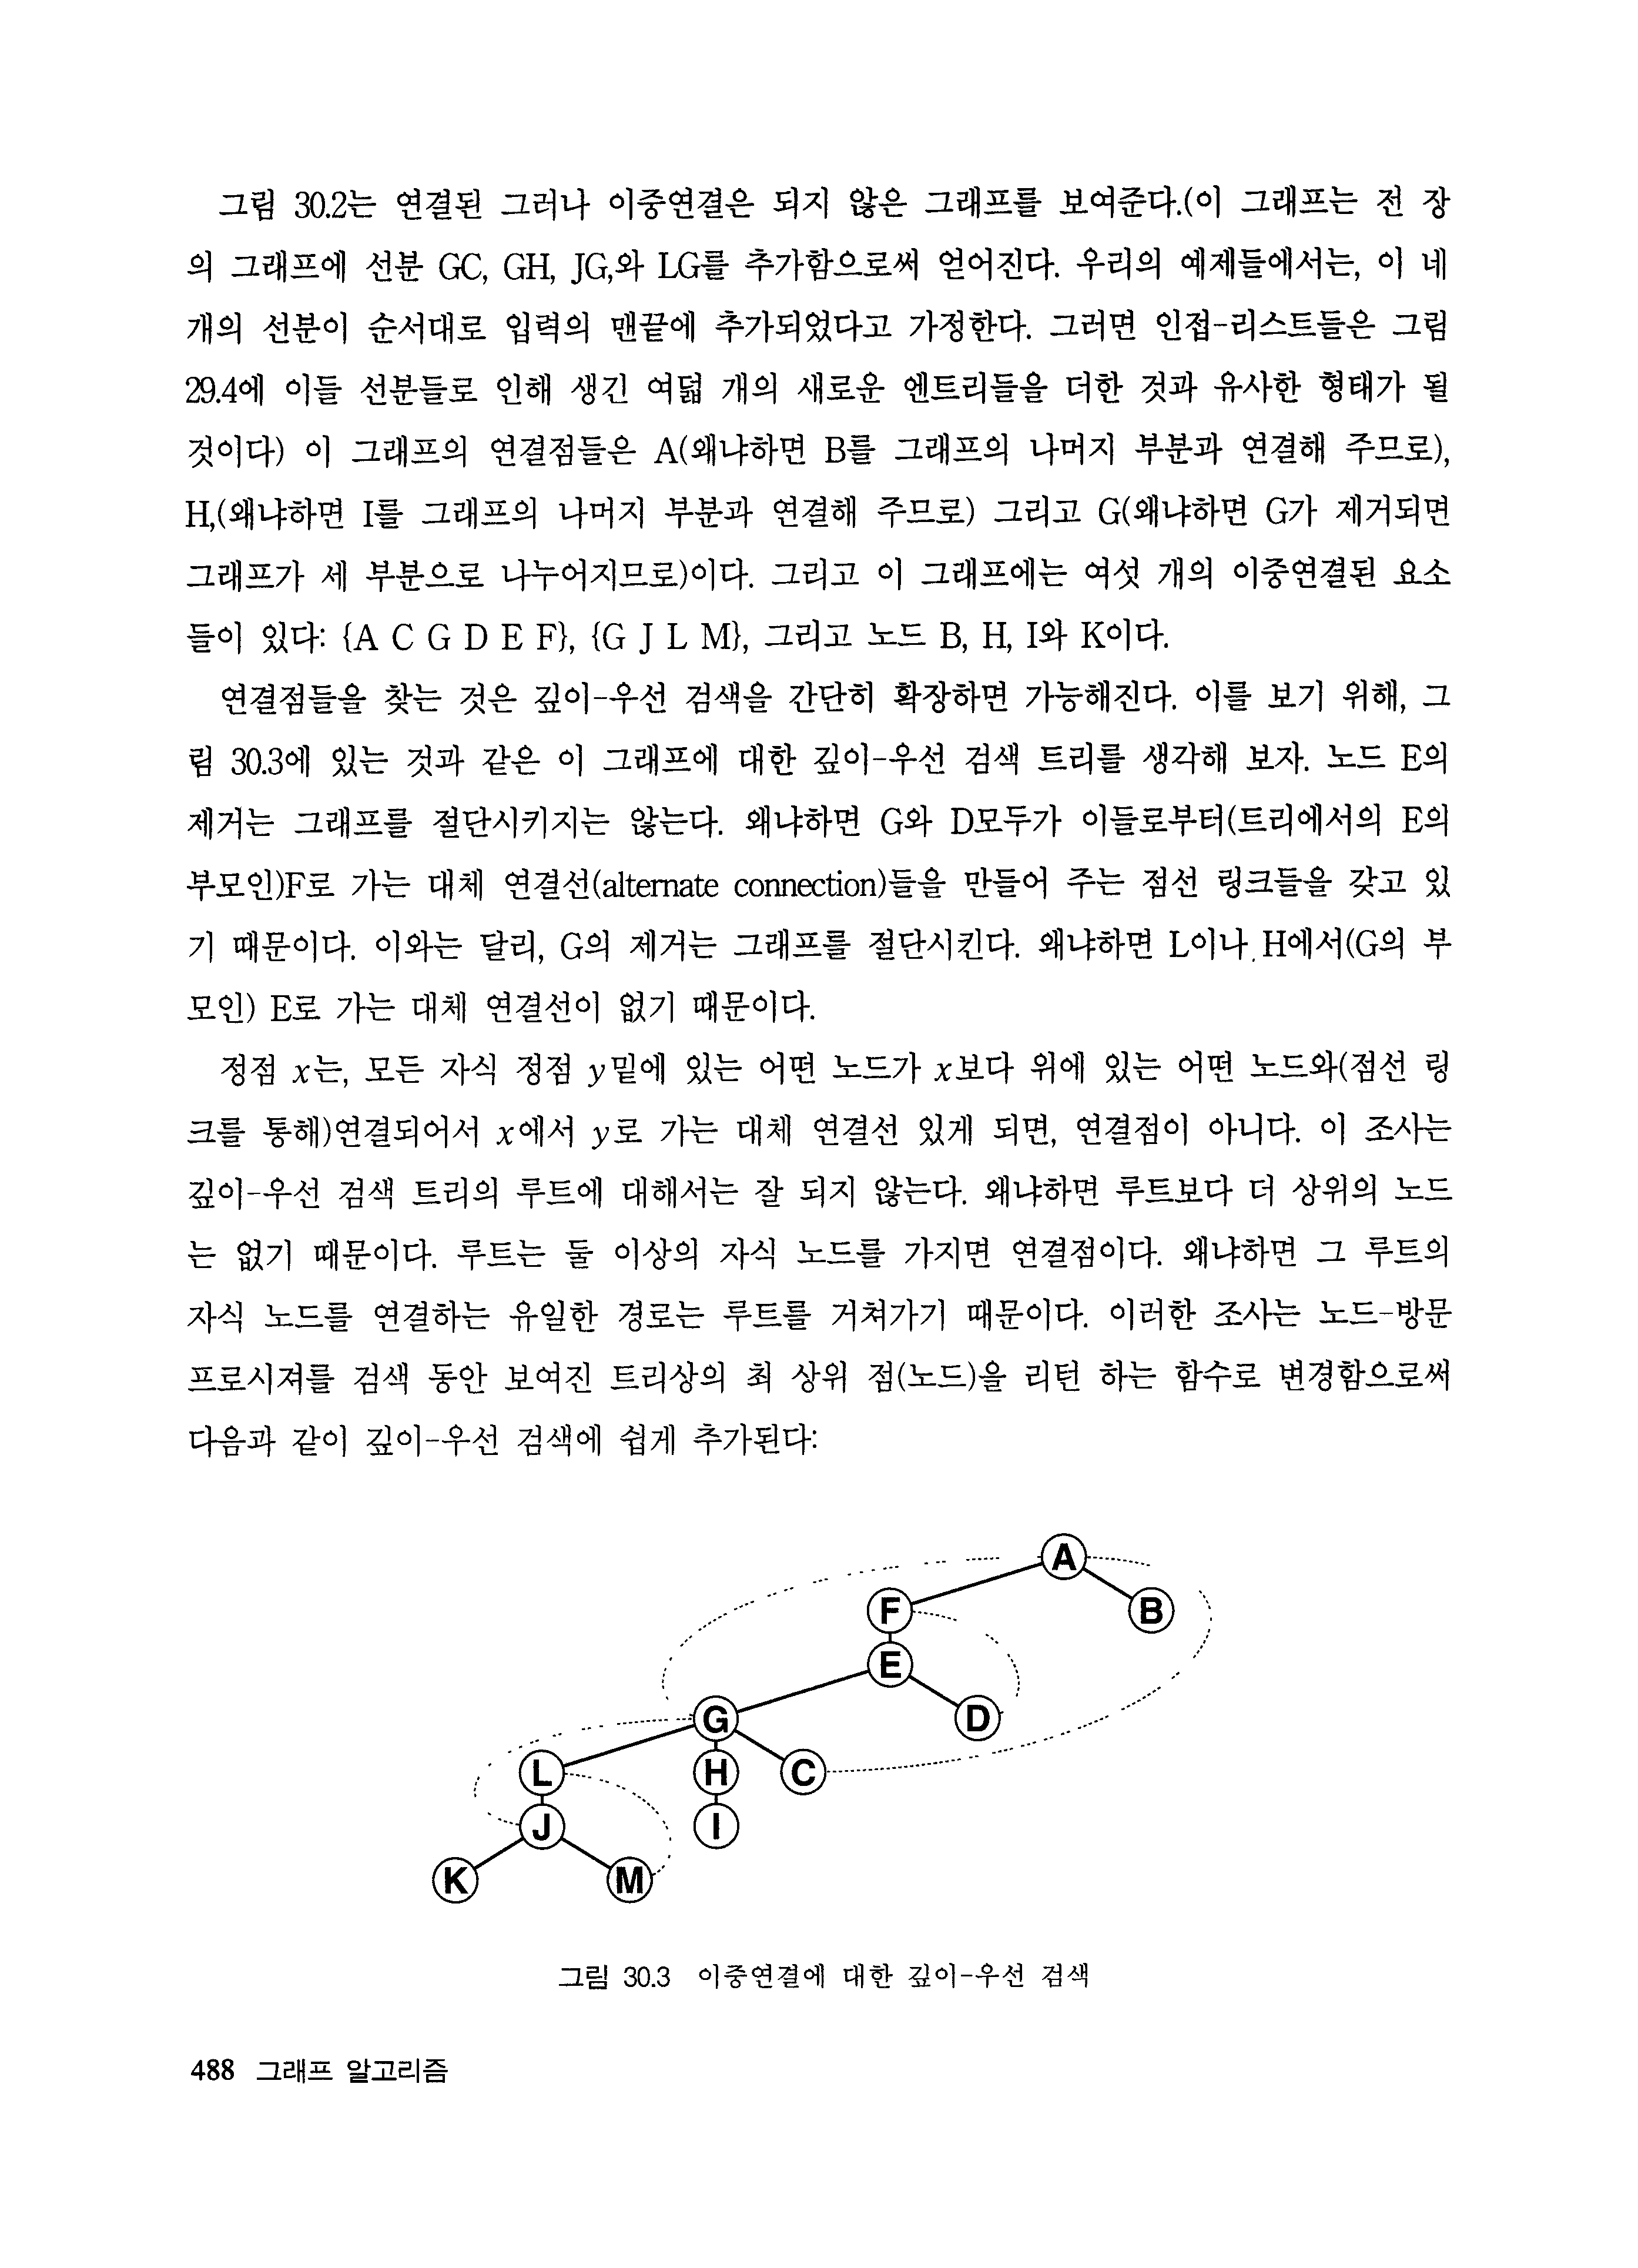 그림 30.2는 연결된 그러나 이중연결은 되지 않은 그래프를 보여준다.(이 그래프는 전 장
의 그래프에 선분 GC, GH, JG,와 LG를 추가함으로써 얻어진다. 우리의 예제들에서는, 이 네
개의 선분이 순서대로 입력의 맨끝에 추가되었다고 가정한다. 그러면 인접-리스트들은 그림
29.4에 이들 선분들로 인해 생긴 여덟 개의 새로운 엔트리들을 더한 것과 유사한 형태가 될
것이다) 이 그래프의 연결점들은 A(왜냐하면 B를 그래프의 나머지 부분과 연결해 주므로),
H,(왜냐하면 I를 그래프의 나머지 부분과 연결해 주므로) 그리고 G(왜냐하면 G가 제거되면
그래프가 세 부분으로 나누어지므로)이다. 그리고 이 그래프에는 여섯 개의 이중연결된 요소
들이 있다: {A C G D E F}, {G J L M}, 그리고 노드 B, H, I와 K이다.
연결점들을 찾는 것은 깊이-우선 검색을 간단히 확장하면 가능해진다. 이를 보기 위해, 그
림 30.3에 있는 것과 같은 이 그래프에 대한 깊이-우선 검색 트리를 생각해 보자. 노드 E의
제거는 그래프를 절단시키지는 않는다. 왜냐하면 G와 D모두가 이들로부터(트리에서의 E의
부모인)F로 가는 대체 연결선(alternate connection)들을 만들어 주는 점선 링크들을 갖고 있
기 때문이다. 이와는 달리, G의 제거는 그래프를 절단시킨다. 왜냐하면 L이나 H에서(G의 부
모인) E로 가는 대체 연결선이 없기 때문이다.
정점 x는, 모든 자식 정점 y밑에 있는 어떤 노드가 x보다 위에 있는 어떤 노드와(점선 링
크를 통해)연결되어서 x에서 y로 가는 대체 연결선 있게 되면, 연결점이 아니다. 이 조사는
깊이-우선 검색 트리의 루트에 대해서는 잘 되지 않는다. 왜냐하면 루트보다 더 상위의 노드
는 없기 때문이다. 루트는 둘 이상의 자식 노드를 가지면 연결점이다. 왜냐하면 그 루트의
자식 노드를 연결하는 유일한 경로는 루트를 거쳐가기 때문이다. 이러한 조사는 노드-방문
프로시져를 검색 동안 보여진 트리상의 최 상위 점(노드)을 리턴 하는 함수로 변경함으로써
다음과 같이 깊이-우선 검색에 쉽게 추가된다:
A
F B
E
G D
L H C
J I
K M
그림 30.3 이중연결에 대한 깊이-우선 검색
488 그래프 알고리즘